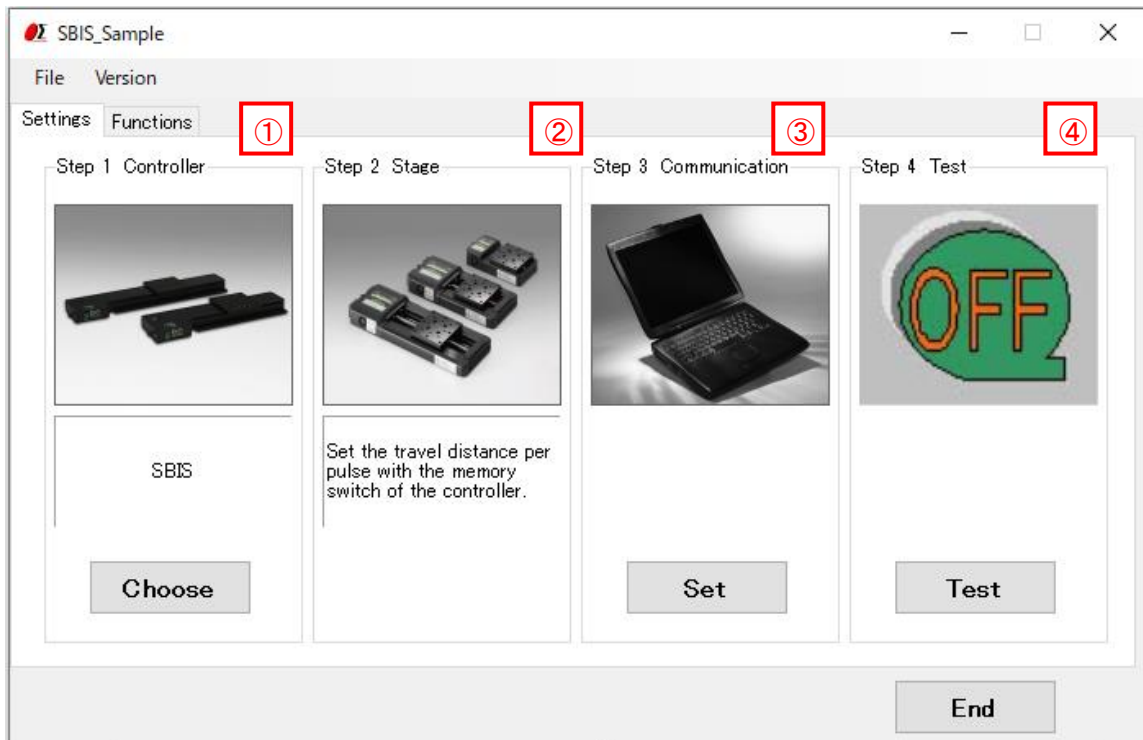 SBIS_Sample
File Version
Settings Functions
① ② ③ ④
Step 1 Controller
SBIS
Choose
Step 2 Stage
Set the travel distance per
pulse with the memory
switch of the controller.
Step 3 Communication
Set
Step 4 Test
OFF
Test
End